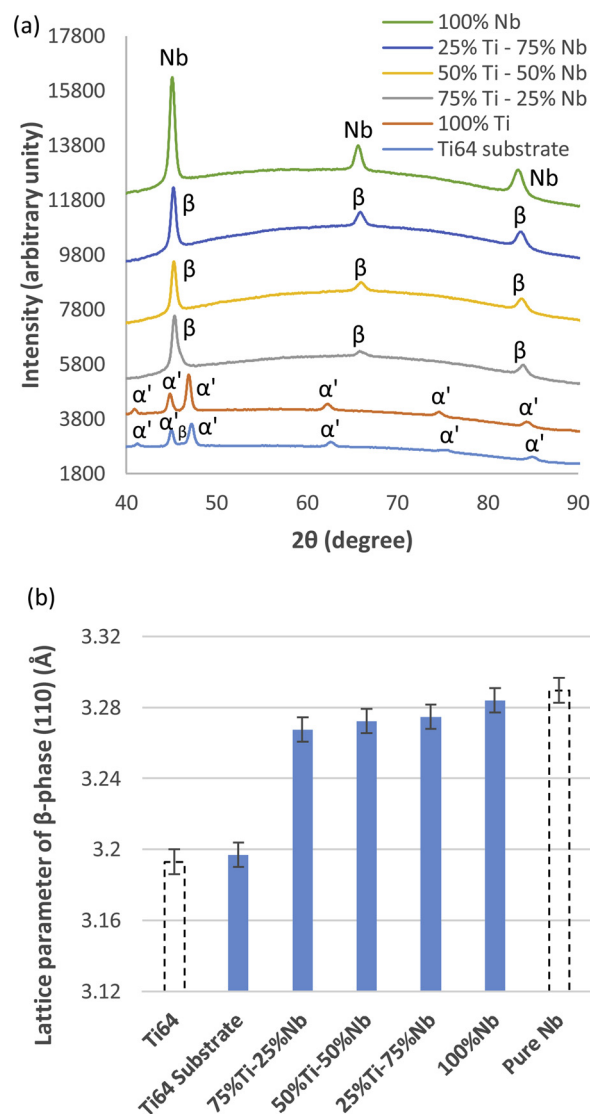 (a)
17800
15800
13800
11800
9800
7800
5800
3800
1800
Intensity (arbitrary unity)
100% Nb
25% Ti - 75% Nb
50% Ti - 50% Nb
75% Ti - 25% Nb
100% Ti
Ti64 substrate
Nb
Nb
Nb
β
β
β
β
β
β
β
β
β
α'
α'
α'
α'
α'
α'
α'
α'
β
α'
α'
α'
α'
40
50
60
70
80
90
2θ (degree)
(b)
3.32
3.28
3.24
3.2
3.16
3.12
Lattice parameter of β-phase (110) (Å)
Ti64
Ti64 Substrate
75%Ti-25%Nb
50%Ti-50%Nb
25%Ti-75%Nb
100%Nb
Pure Nb